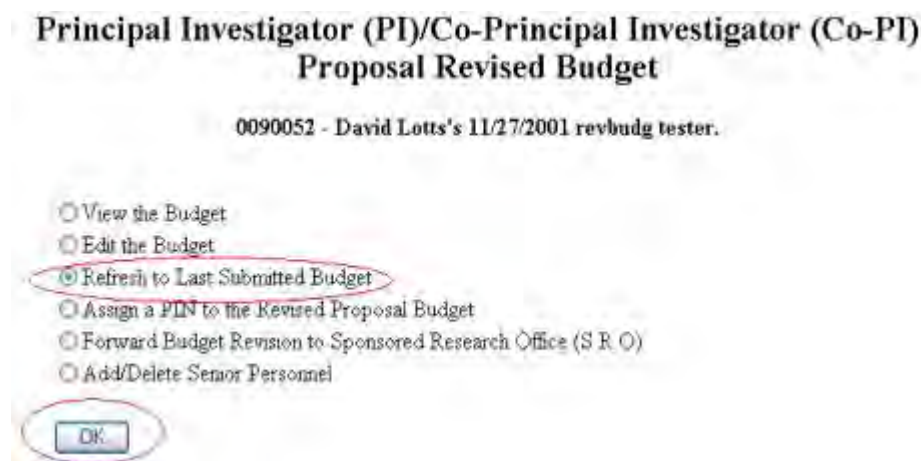 Principal Investigator (PI)/Co-Principal Investigator (Co-PI)
Proposal Revised Budget
0090052 - David Lotts's 11/27/2001 revbudg tester.
View the Budget
Edit the Budget
Refresh to Last Submitted Budget
Assign a PIN to the Revised Proposal Budget
Forward Budget Revision to Sponsored Research Office (S R O)
Add/Delete Senior Personnel
OK